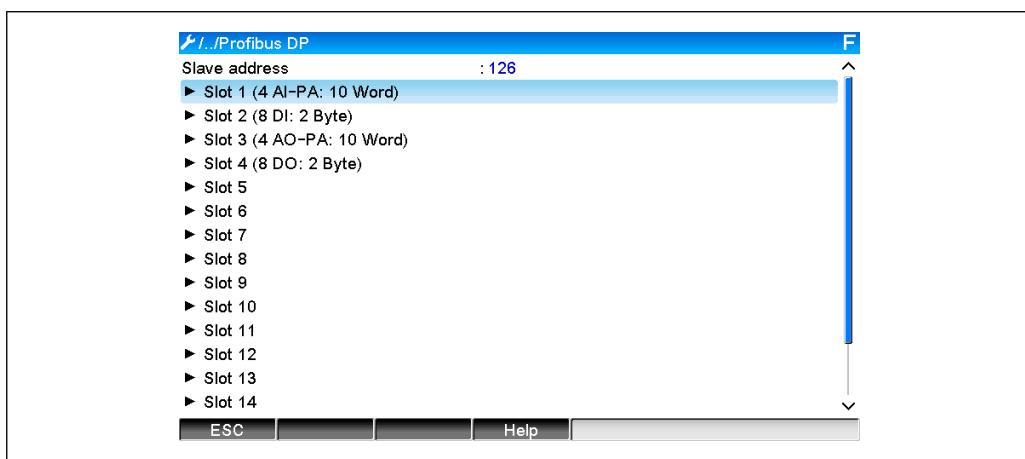 /../Profibus DP F
Slave address : 126
► Slot 1 (4 AI-PA: 10 Word)
► Slot 2 (8 DI: 2 Byte)
► Slot 3 (4 AO-PA: 10 Word)
► Slot 4 (8 DO: 2 Byte)
► Slot 5
► Slot 6
► Slot 7
► Slot 8
► Slot 9
► Slot 10
► Slot 11
► Slot 12
► Slot 13
► Slot 14
ESC Help